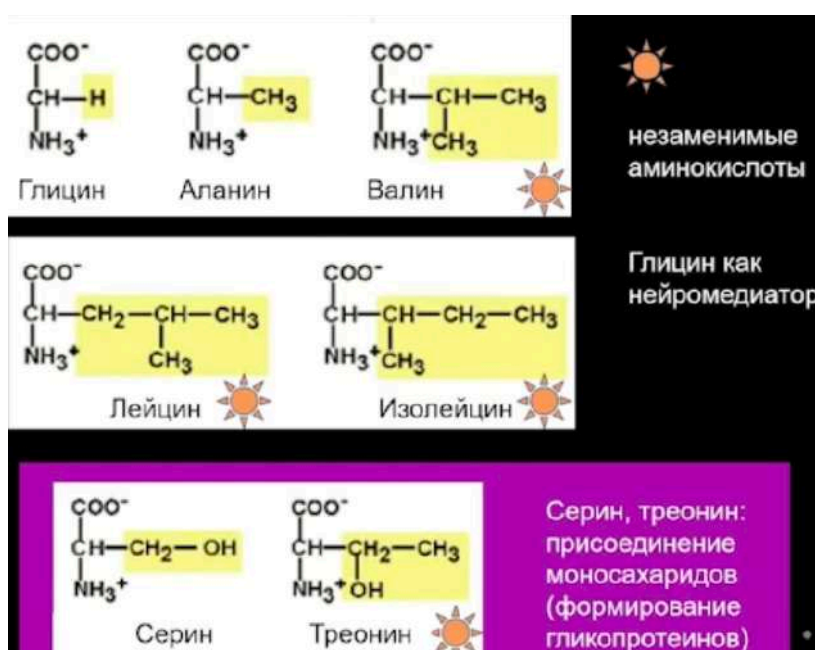 COO⁻ COO⁻ COO⁻
CH—H CH—CH₃ CH—CH—CH₃
NH₃⁺ NH₃⁺ NH₃⁺CH₃
Глицин Аланин Валин
незаменимые
аминокислоты
COO⁻ COO⁻
CH—CH₂—CH—CH₃ CH—CH—CH₂—CH₃
NH₃⁺ CH₃ NH₃⁺CH₃
Лейцин Изолейцин
Глицин как
нейромедиатор
COO⁻ COO⁻
CH—CH₂—OH CH—CH₂—CH₃
NH₃⁺ NH₃⁺OH
Серин Треонин
Серин, треонин:
присоединение
моносахаридов
(формирование
гликопротеинов)